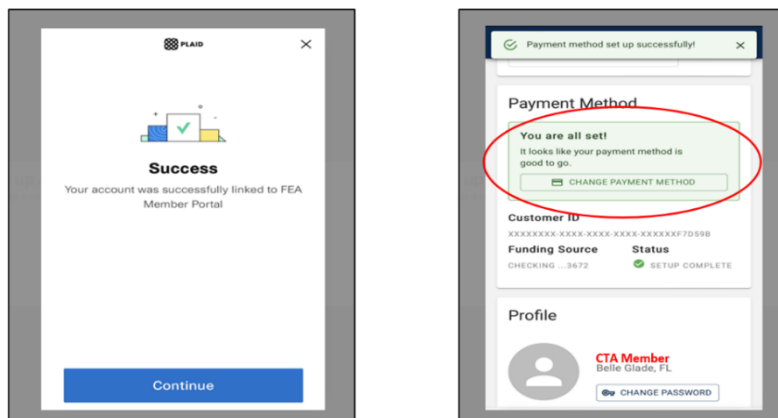 PLAID
Success
Your account was successfully linked to FEA
Member Portal
Continue
Payment method set up successfully!
Payment Method
You are all set!
It looks like your payment method is
good to go.
CHANGE PAYMENT METHOD
Customer ID
XXXXXXXX-XXXX-XXXX-XXXX-XXXXXXF7D59B
Funding Source Status
CHECKING ...3672 SETUP COMPLETE
Profile
CTA Member
Belle Glade, FL
CHANGE PASSWORD